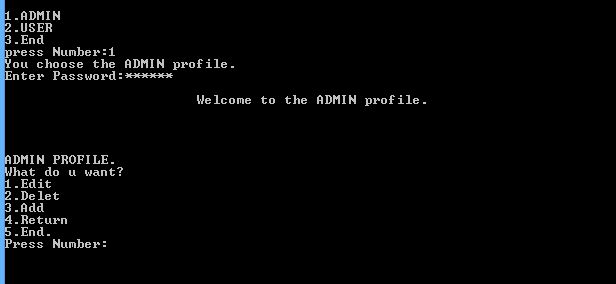 1.ADMIN
2.USER
3.End
press Number:1
You choose the ADMIN profile.
Enter Password:******
Welcome to the ADMIN profile.
ADMIN PROFILE.
What do u want?
1.Edit
2.Delet
3.Add
4.Return
5.End.
Press Number: